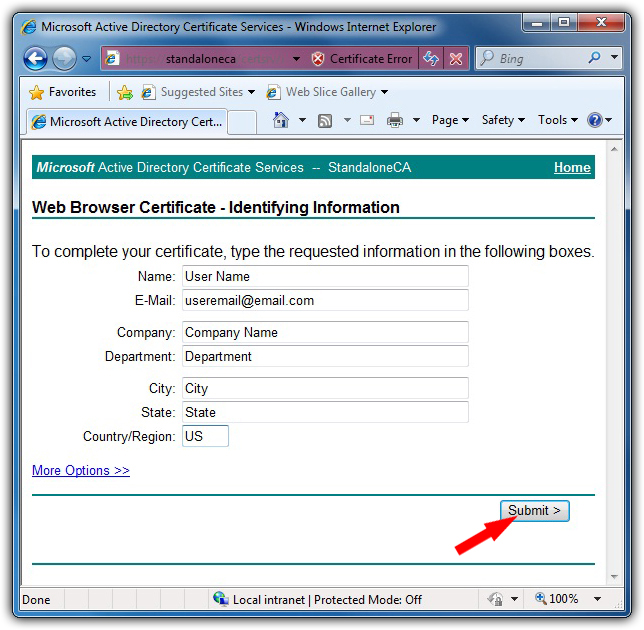 Microsoft Active Directory Certificate Services - Windows Internet Explorer
https://standaloneca Certificate Error Bing
Favorites Suggested Sites Web Slice Gallery
Microsoft Active Directory Cert... Page Safety Tools
Microsoft Active Directory Certificate Services -- StandaloneCA Home
Web Browser Certificate - Identifying Information
To complete your certificate, type the requested information in the following boxes.
Name: User Name
E-Mail: useremail@email.com
Company: Company Name
Department: Department
City: City
State: State
Country/Region: US
More Options >>
Submit >
Done Local intranet | Protected Mode: Off 100%